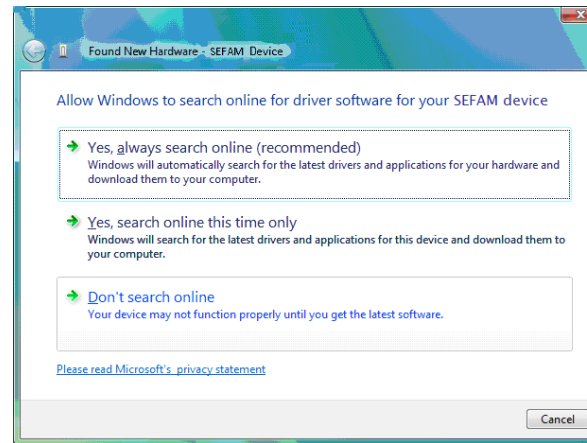 Found New Hardware - SEFAM Device
Allow Windows to search online for driver software for your SEFAM device
Yes, always search online (recommended)
Windows will automatically search for the latest drivers and applications for your hardware and
download them to your computer.
Yes, search online this time only
Windows will search for the latest drivers and applications for this device and download them to
your computer.
Don't search online
Your device may not function properly until you get the latest software.
Please read Microsoft's privacy statement
Cancel